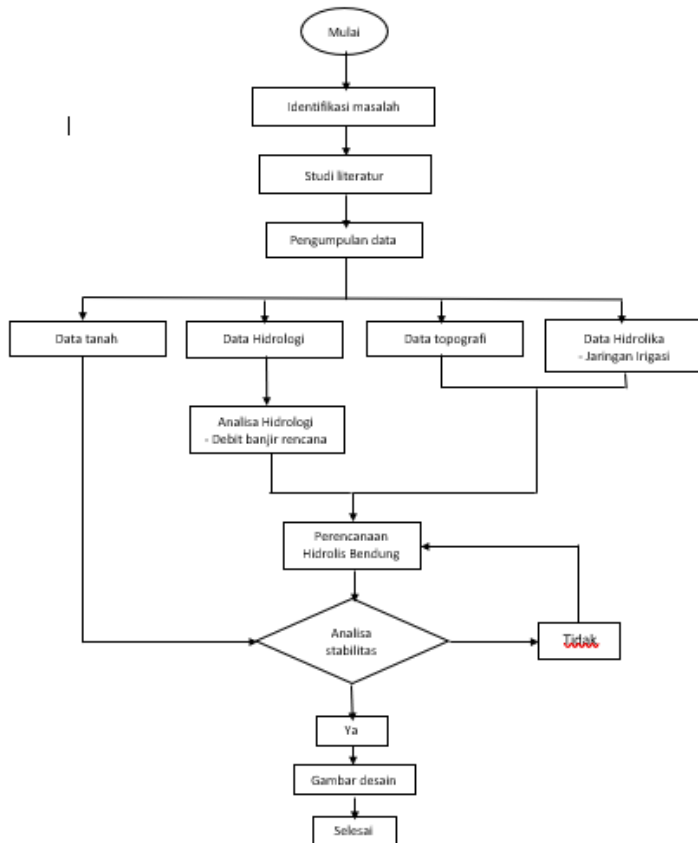 Mulai
Identifikasi masalah
Studi literatur
Pengumpulan data
Data tanah
Data Hidrologi
Data topografi
Data Hidrolika
- Jaringan Irigasi
Analisa Hidrologi
- Debit banjir rencana
Perencanaan
Hidrolis Bendung
Analisa
stabilitas
Tidak
Ya
Gambar desain
Selesai